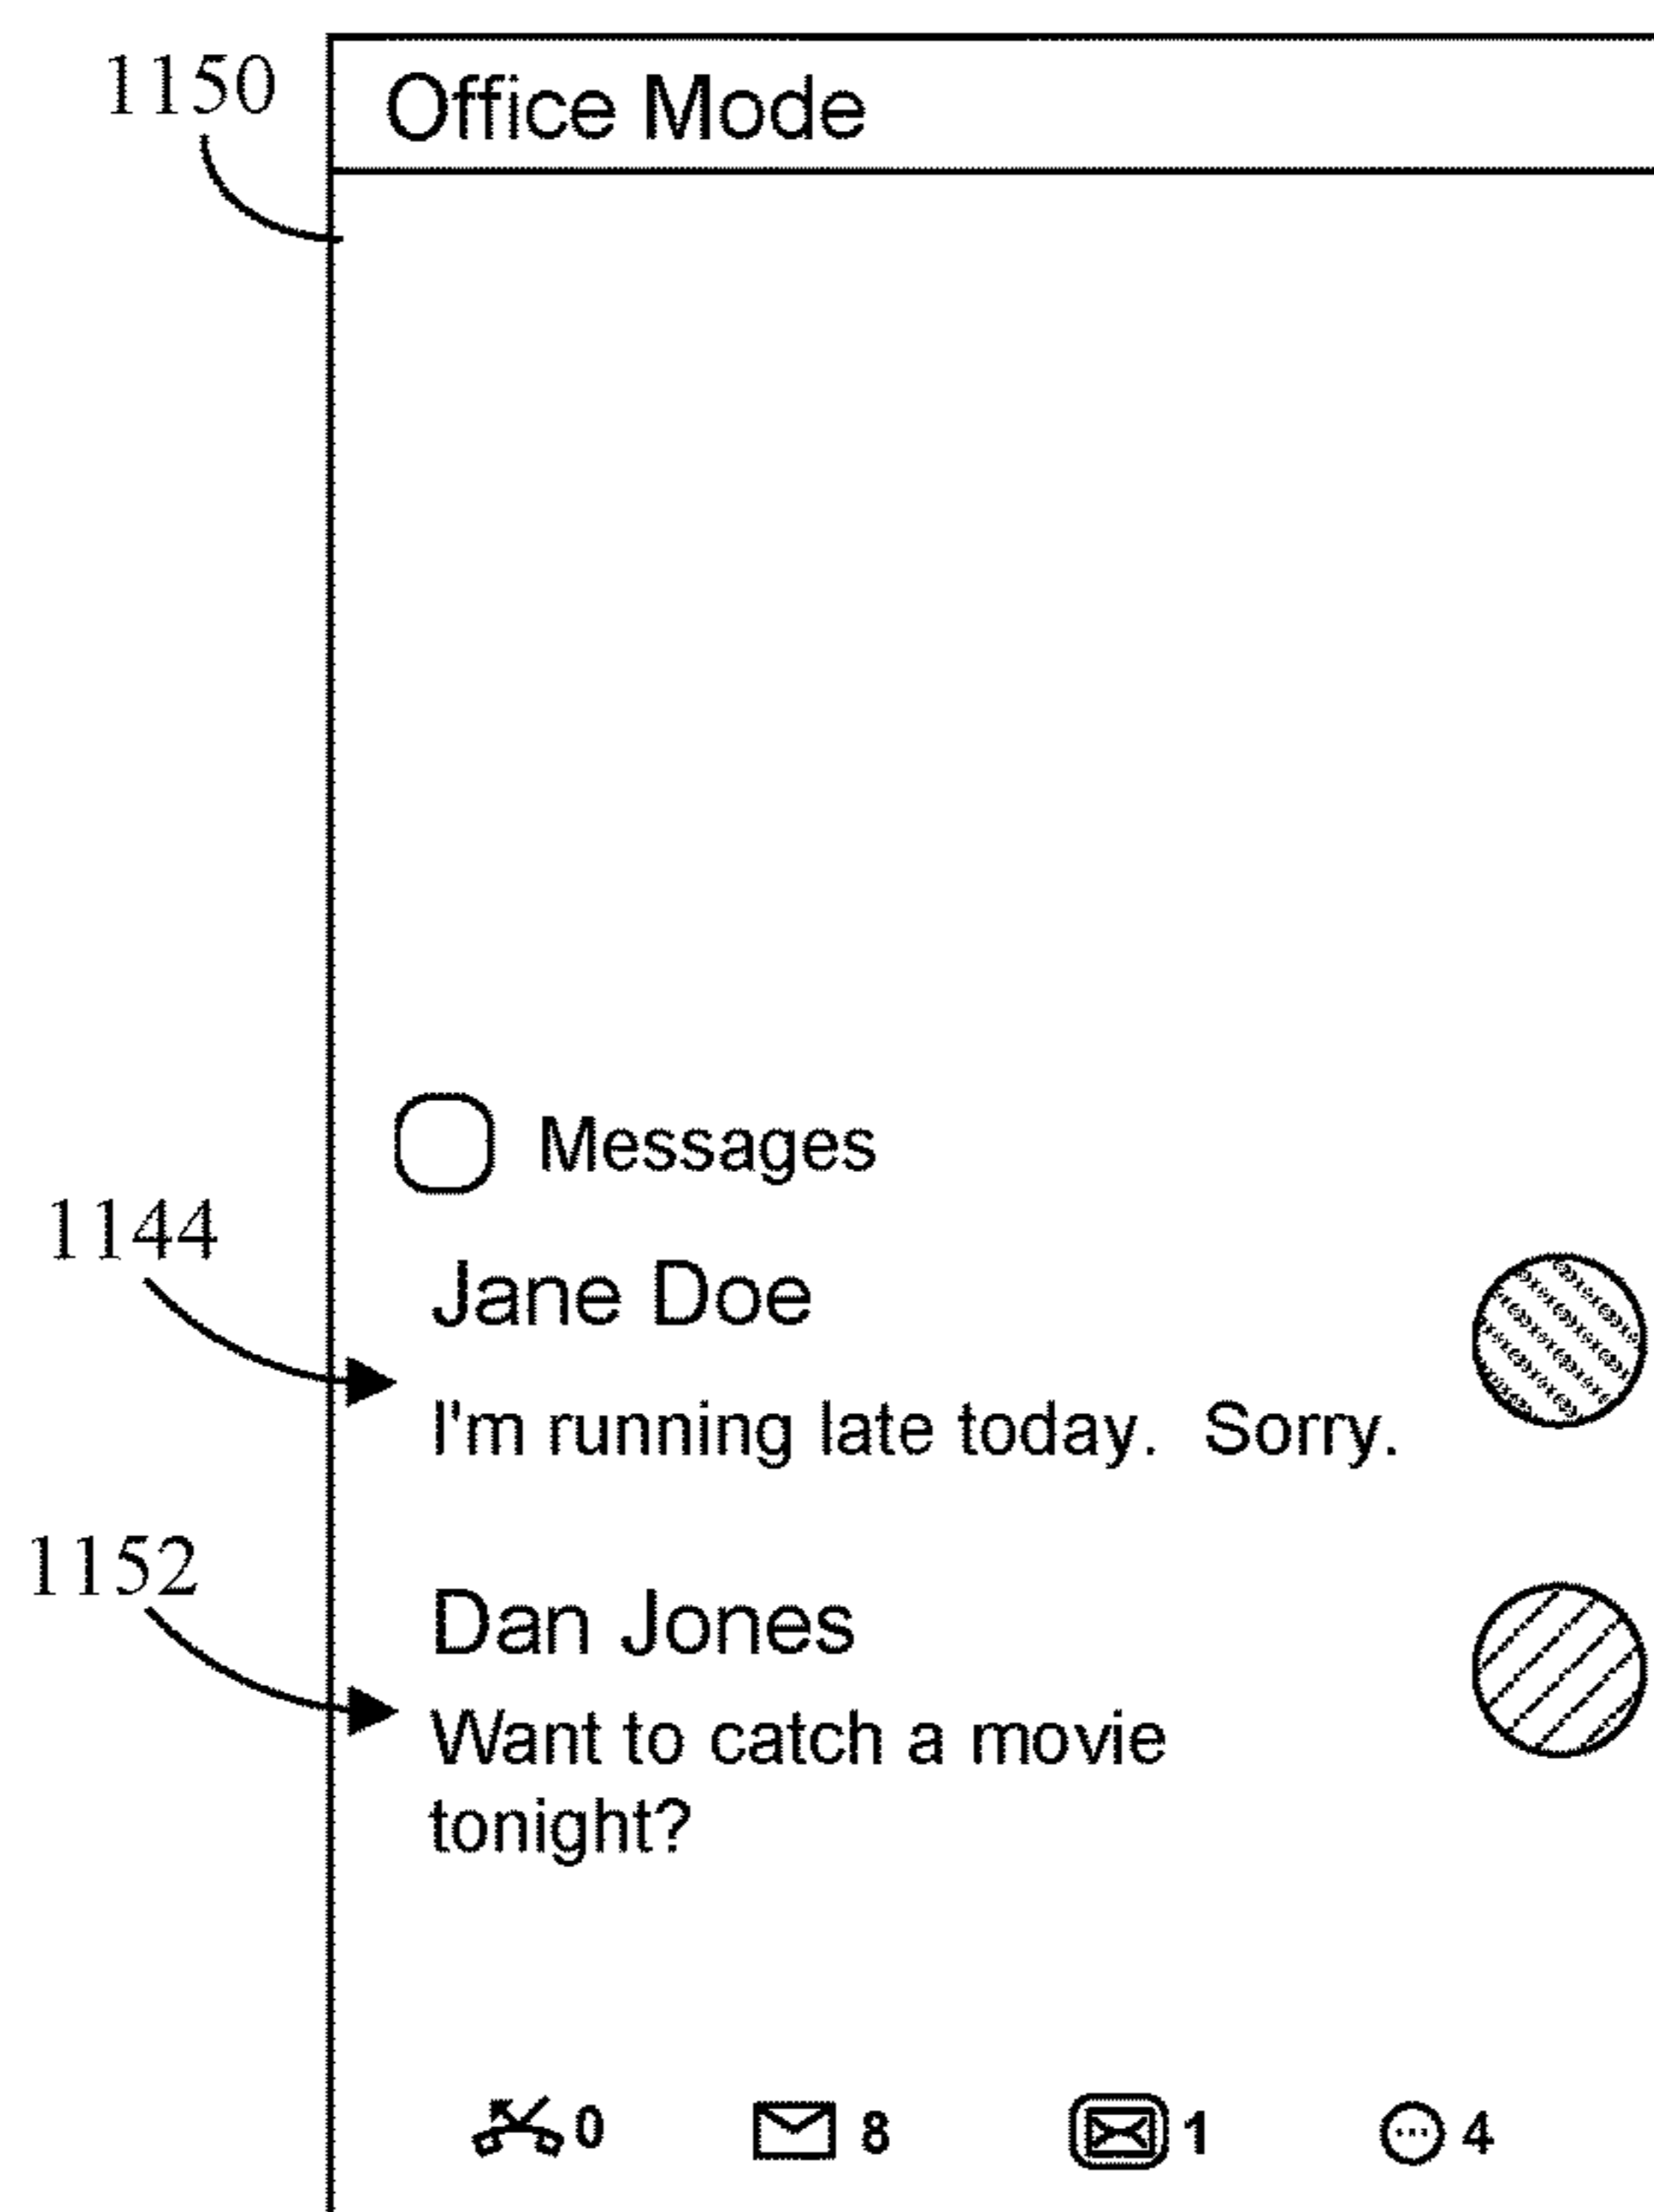 1150
Office Mode
Messages
1144
Jane Doe
I'm running late today.  Sorry.
1152
Dan Jones
Want to catch a movie
tonight?
0 8 1 4